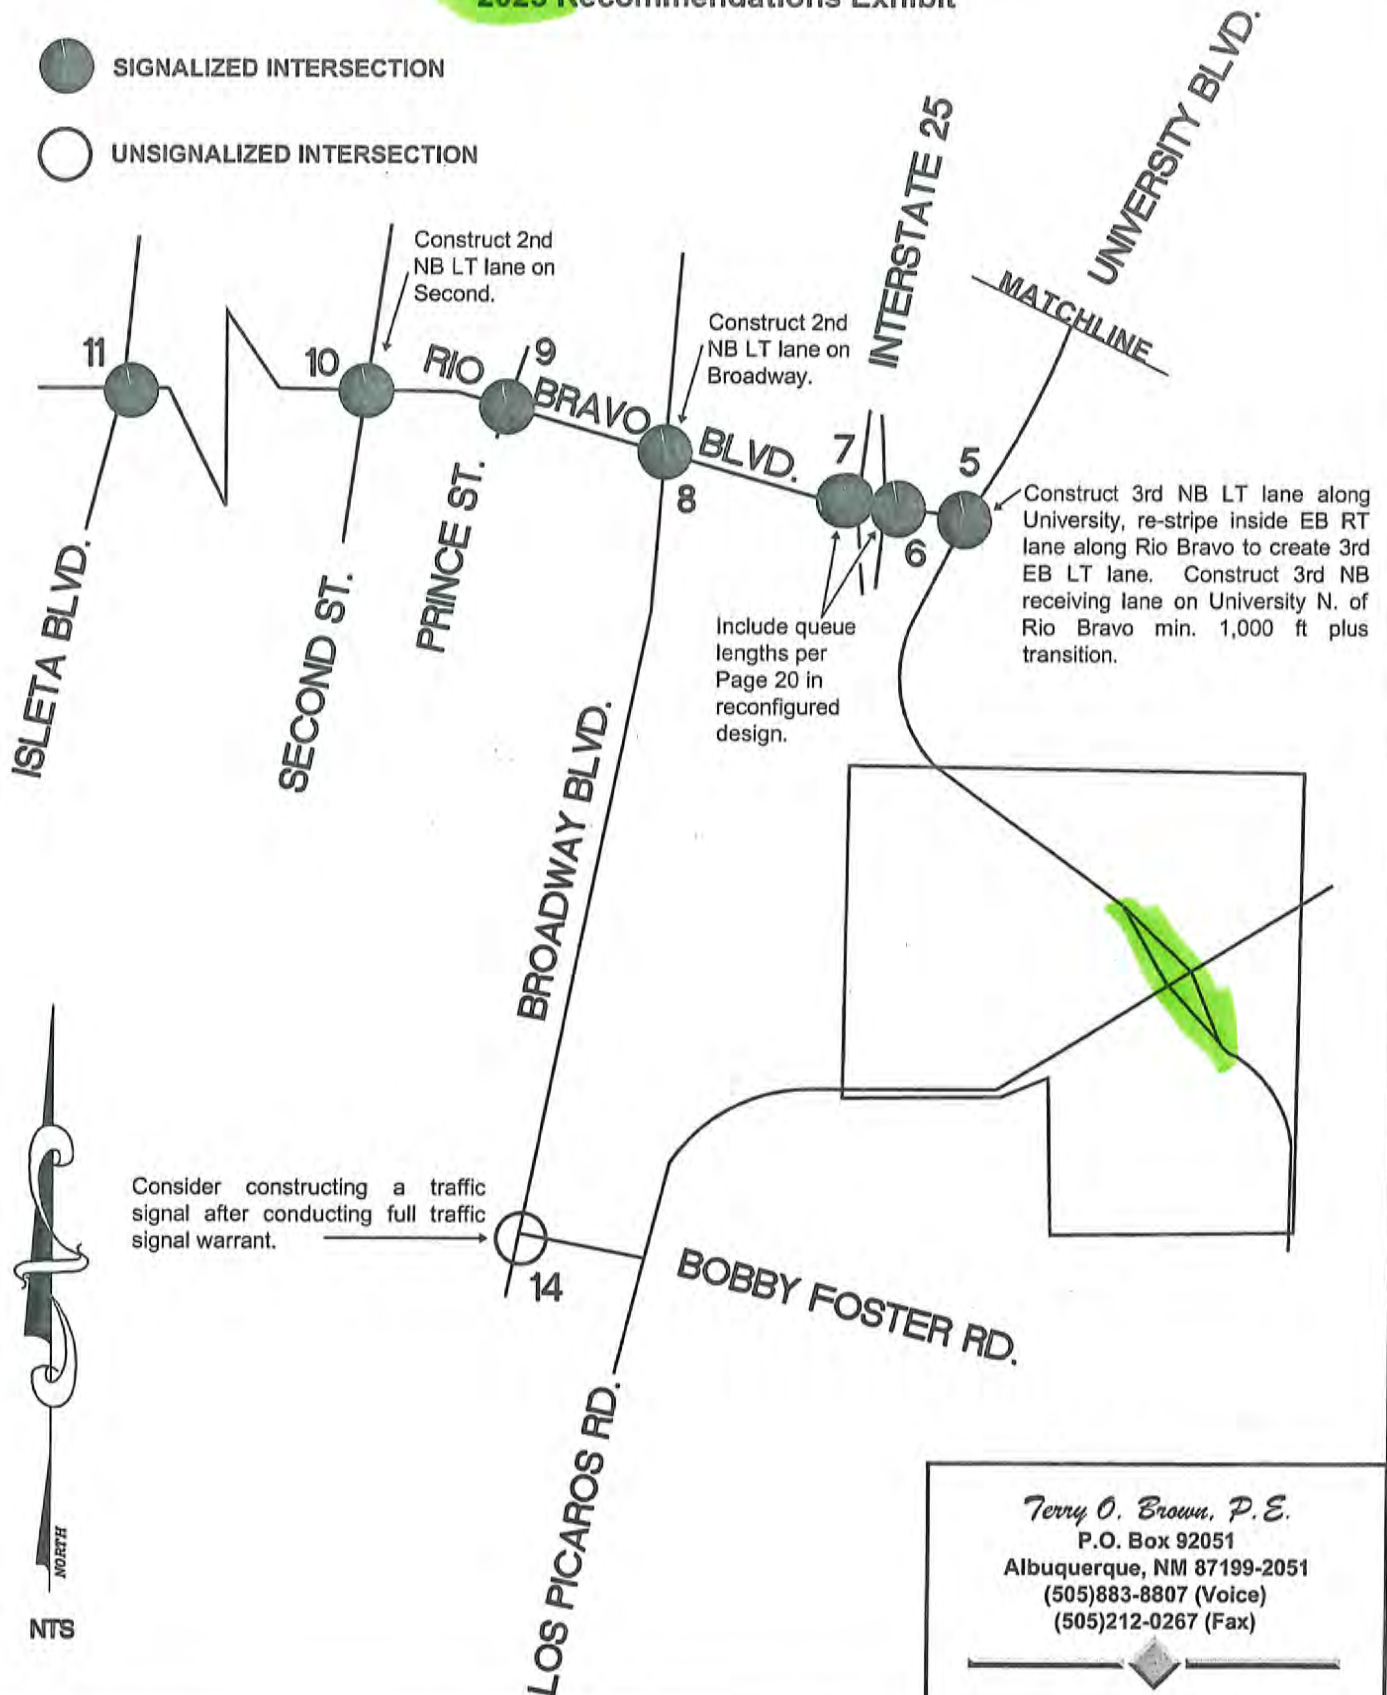 2025 Recommendations Exhibit
SIGNALIZED INTERSECTION
UNSIGNALIZED INTERSECTION
UNIVERSITY BLVD.
INTERSTATE 25
MATCHLINE
Construct 2nd
NB LT lane on
Second.
Construct 2nd
NB LT lane on
Broadway.
11
10
RIO
9
BRAVO
BLVD.
8
7
6
5
Construct 3rd NB LT lane along
University, re-stripe inside EB RT
lane along Rio Bravo to create 3rd
EB LT lane. Construct 3rd NB
receiving lane on University N. of
Rio Bravo min. 1,000 ft plus
transition.
Include queue
lengths per
Page 20 in
reconfigured
design.
ISLETA BLVD.
SECOND ST.
PRINCE ST.
BROADWAY BLVD.
Consider constructing a traffic
signal after conducting full traffic
signal warrant.
14
BOBBY FOSTER RD.
LOS PICAROS RD.
NORTH
NTS
Terry O. Brown, P.E.
P.O. Box 92051
Albuquerque, NM 87199-2051
(505)883-8807 (Voice)
(505)212-0267 (Fax)